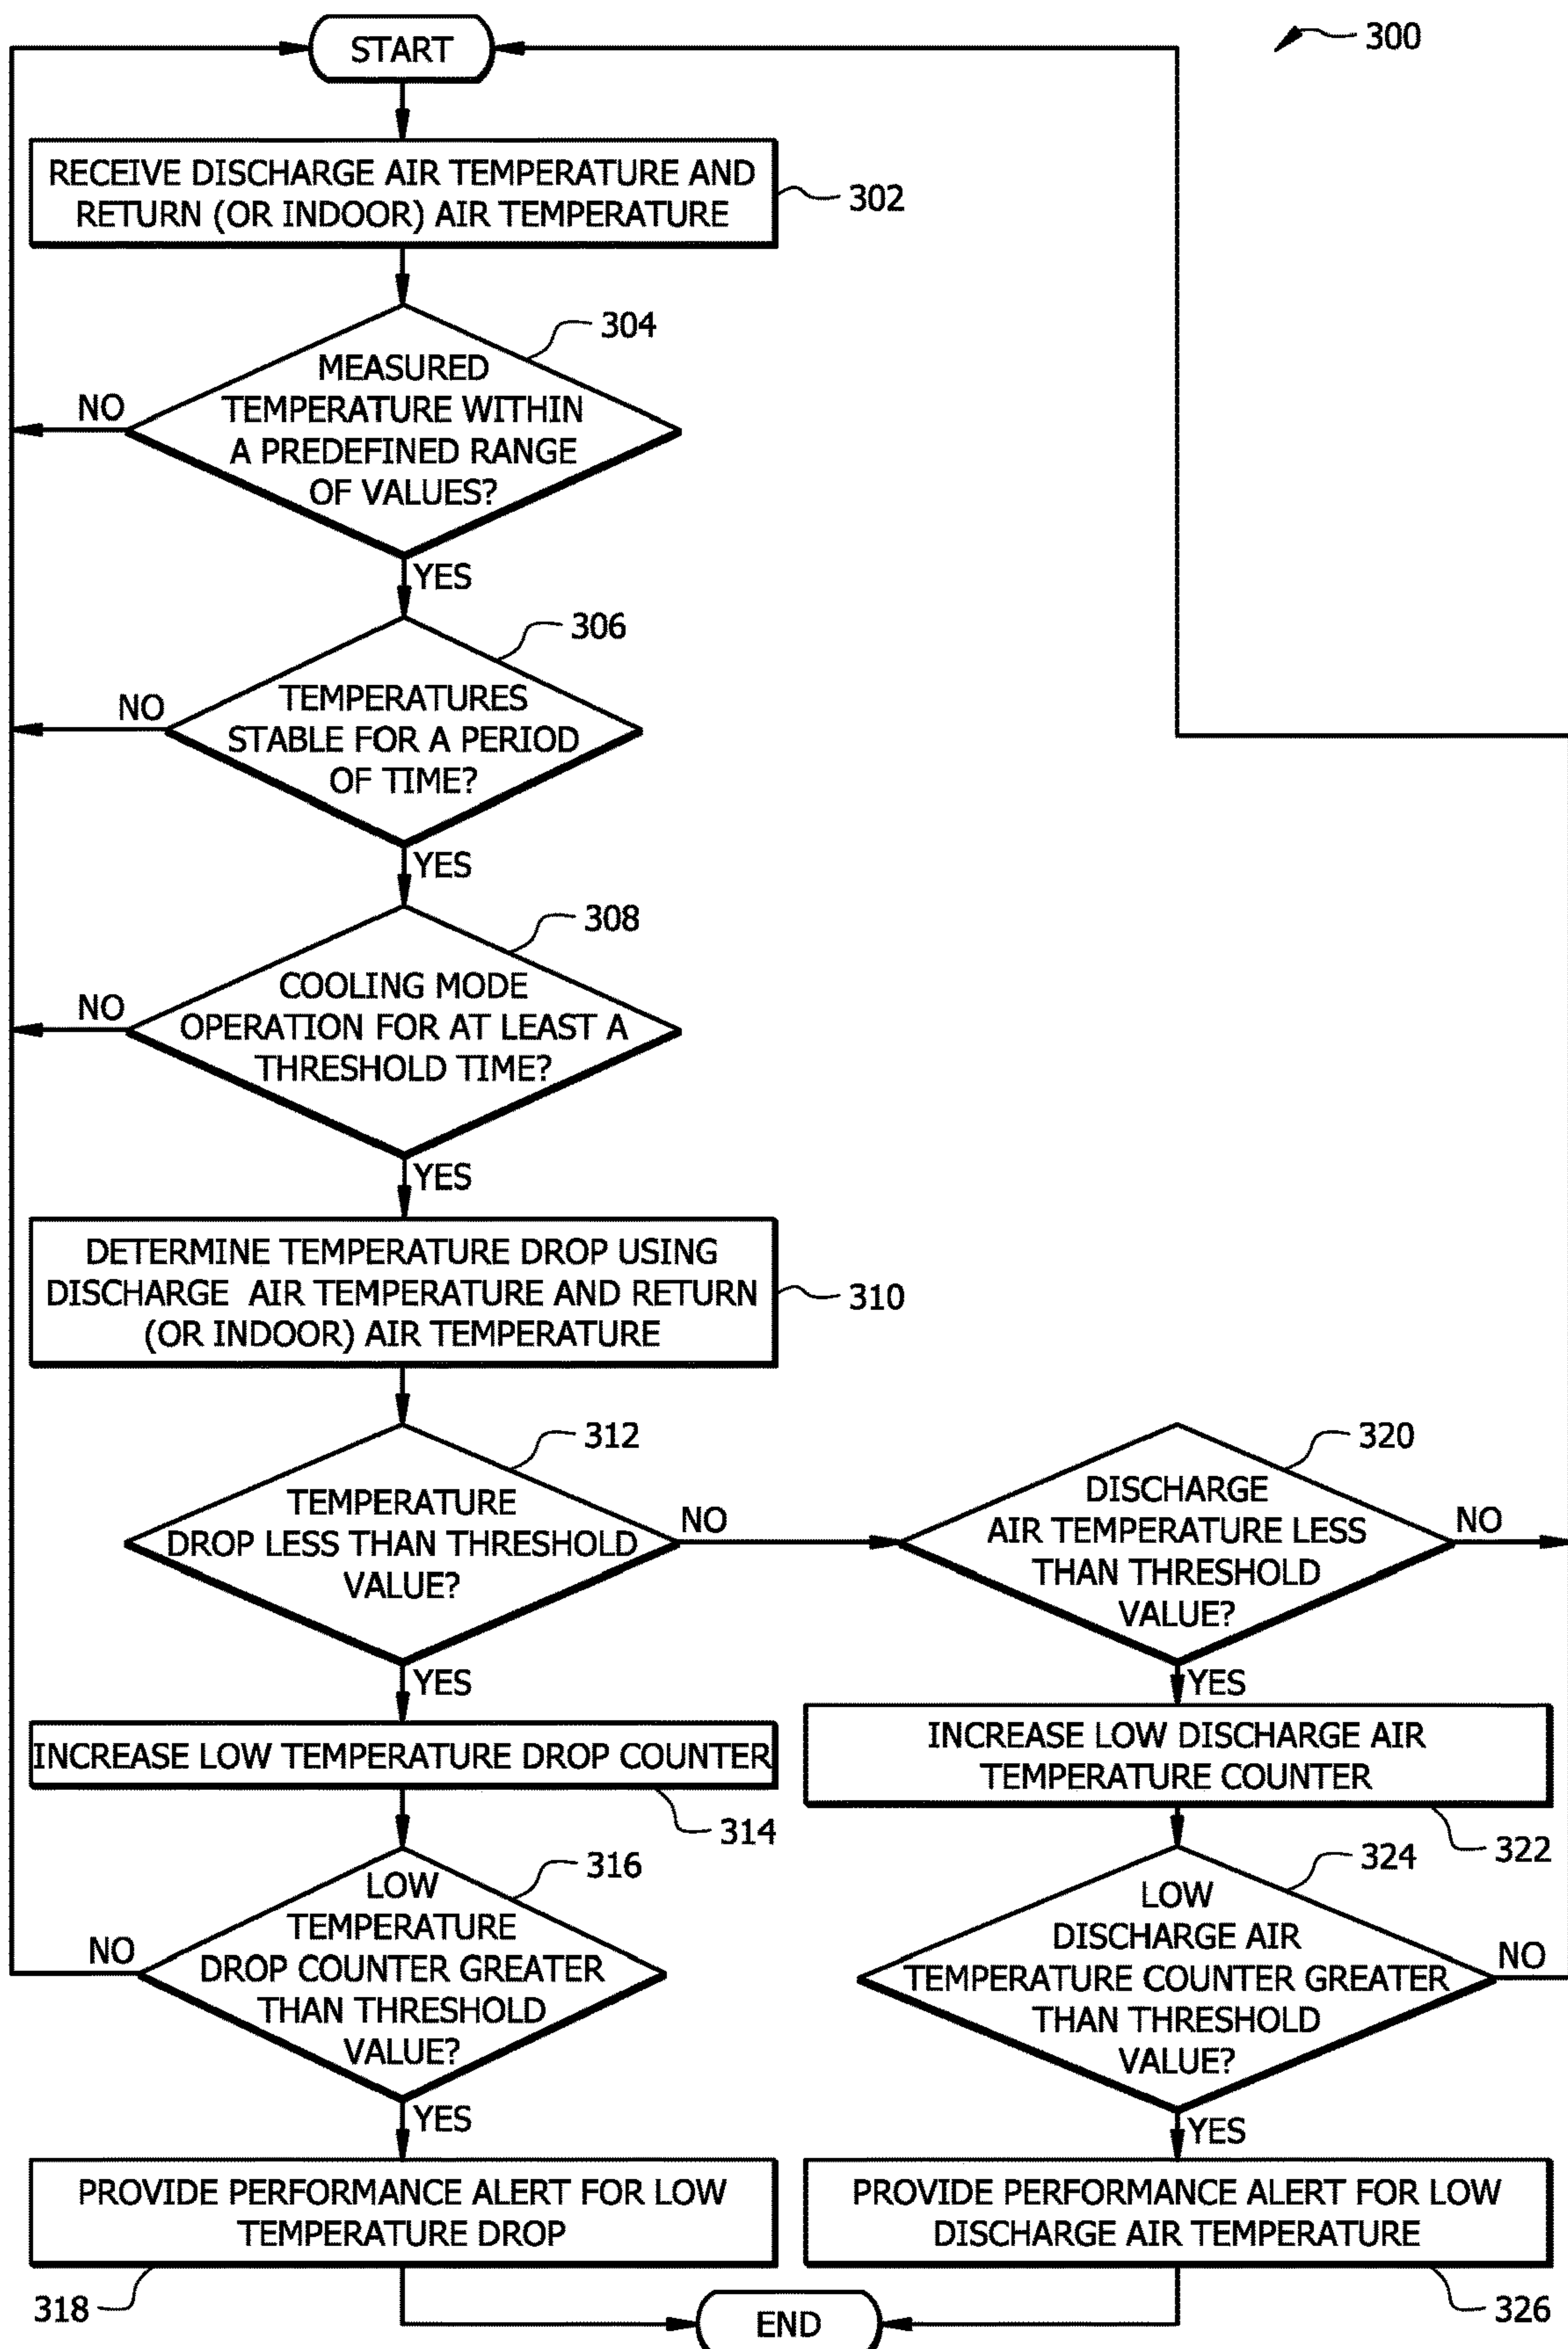 START
300
RECEIVE DISCHARGE AIR TEMPERATURE AND
RETURN (OR INDOOR) AIR TEMPERATURE
302
304
MEASURED
TEMPERATURE WITHIN
A PREDEFINED RANGE
OF VALUES?
NO
YES
306
TEMPERATURES
STABLE FOR A PERIOD
OF TIME?
NO
YES
308
COOLING MODE
OPERATION FOR AT LEAST A
THRESHOLD TIME?
NO
YES
DETERMINE TEMPERATURE DROP USING
DISCHARGE AIR TEMPERATURE AND RETURN
(OR INDOOR) AIR TEMPERATURE
310
312
TEMPERATURE
DROP LESS THAN THRESHOLD
VALUE?
NO
YES
320
DISCHARGE
AIR TEMPERATURE LESS
THAN THRESHOLD
VALUE?
NO
YES
INCREASE LOW TEMPERATURE DROP COUNTER
314
INCREASE LOW DISCHARGE AIR
TEMPERATURE COUNTER
322
316
LOW
TEMPERATURE
DROP COUNTER GREATER
THAN THRESHOLD
VALUE?
NO
YES
324
LOW
DISCHARGE AIR
TEMPERATURE COUNTER GREATER
THAN THRESHOLD
VALUE?
NO
YES
PROVIDE PERFORMANCE ALERT FOR LOW
TEMPERATURE DROP
318
PROVIDE PERFORMANCE ALERT FOR LOW
DISCHARGE AIR TEMPERATURE
326
END